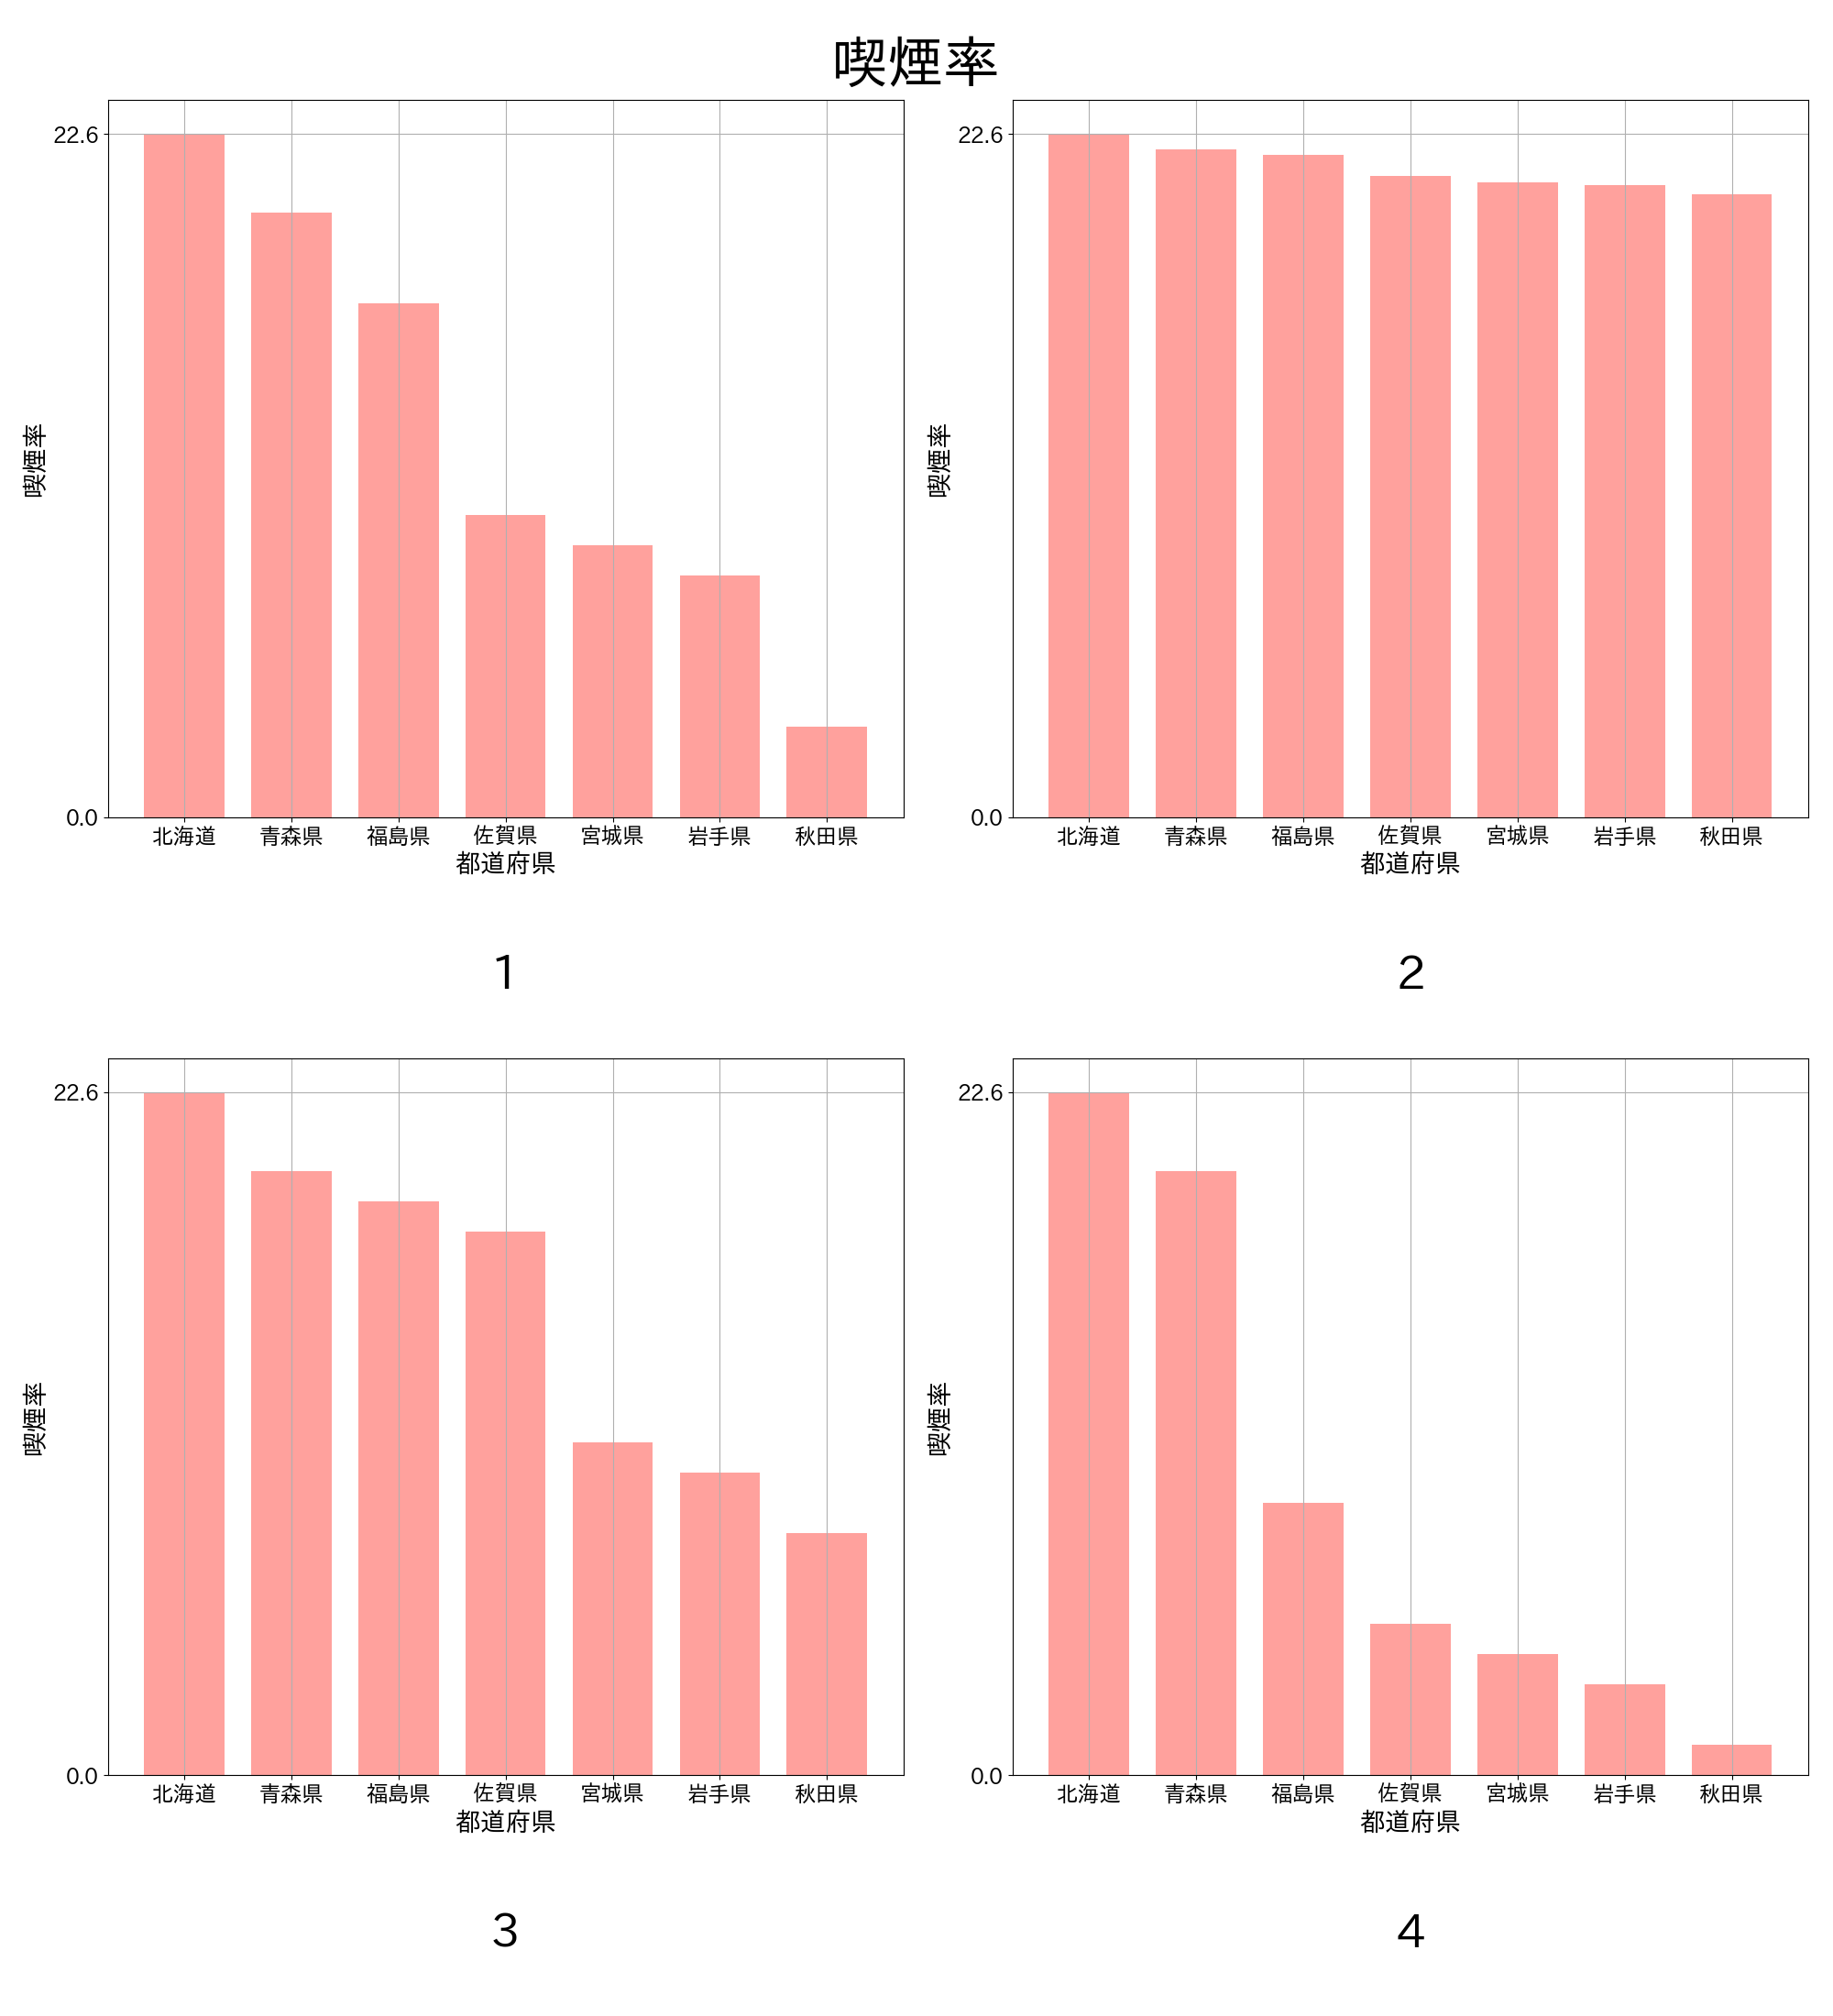 喫煙率
22.6
22.6
喫煙率
喫煙率
0.0
0.0
北海道 青森県 福島県 佐賀県 宮城県 岩手県 秋田県
北海道 青森県 福島県 佐賀県 宮城県 岩手県 秋田県
都道府県
都道府県
1
2
22.6
22.6
喫煙率
喫煙率
0.0
0.0
北海道 青森県 福島県 佐賀県 宮城県 岩手県 秋田県
北海道 青森県 福島県 佐賀県 宮城県 岩手県 秋田県
都道府県
都道府県
3
4